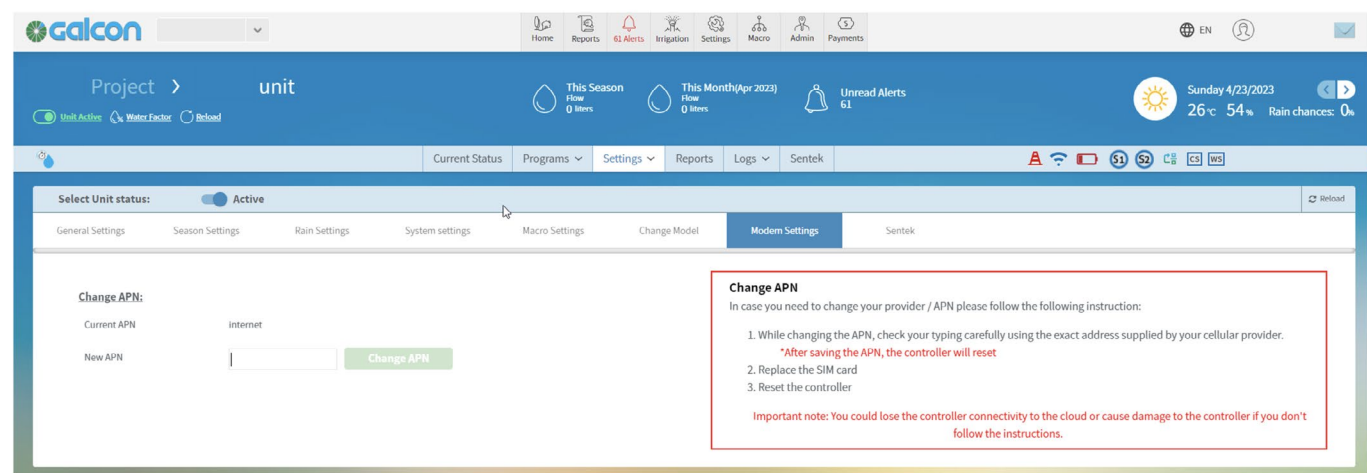 Galcon
Home Reports 61 Alerts Irrigation Settings Macro Admin Payments
EN
Project > unit
Unit Active Water Factor Reload
This Season
Flow
0 liters
This Month(Apr 2023)
Flow
0 liters
Unread Alerts
61
Sunday 4/23/2023
26°C 54% Rain chances: 0%
Current Status Programs Settings Reports Logs Sentek
S1 S2 CS WS
Select Unit status: Active
Reload
General Settings Season Settings Rain Settings System settings Macro Settings Change Model Modem Settings Sentek
Change APN:
Current APN internet
New APN Change APN
Change APN
In case you need to change your provider / APN please follow the following instruction:
1. While changing the APN, check your typing carefully using the exact address supplied by your cellular provider.
*After saving the APN, the controller will reset
2. Replace the SIM card
3. Reset the controller
Important note: You could lose the controller connectivity to the cloud or cause damage to the controller if you don't
follow the instructions.